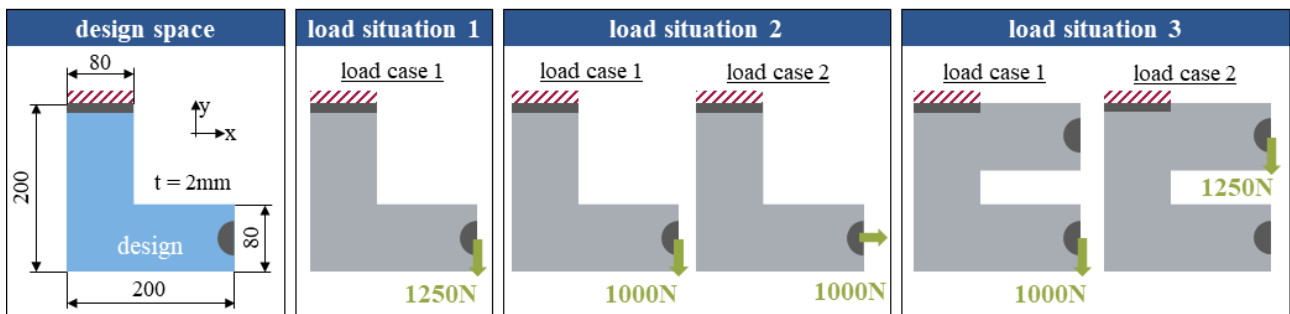 design space
80
y
x
200
t = 2mm
design
80
200
load situation 1
load case 1
1250N
load situation 2
load case 1
load case 2
1000N
1000N
load situation 3
load case 1
load case 2
1250N
1000N